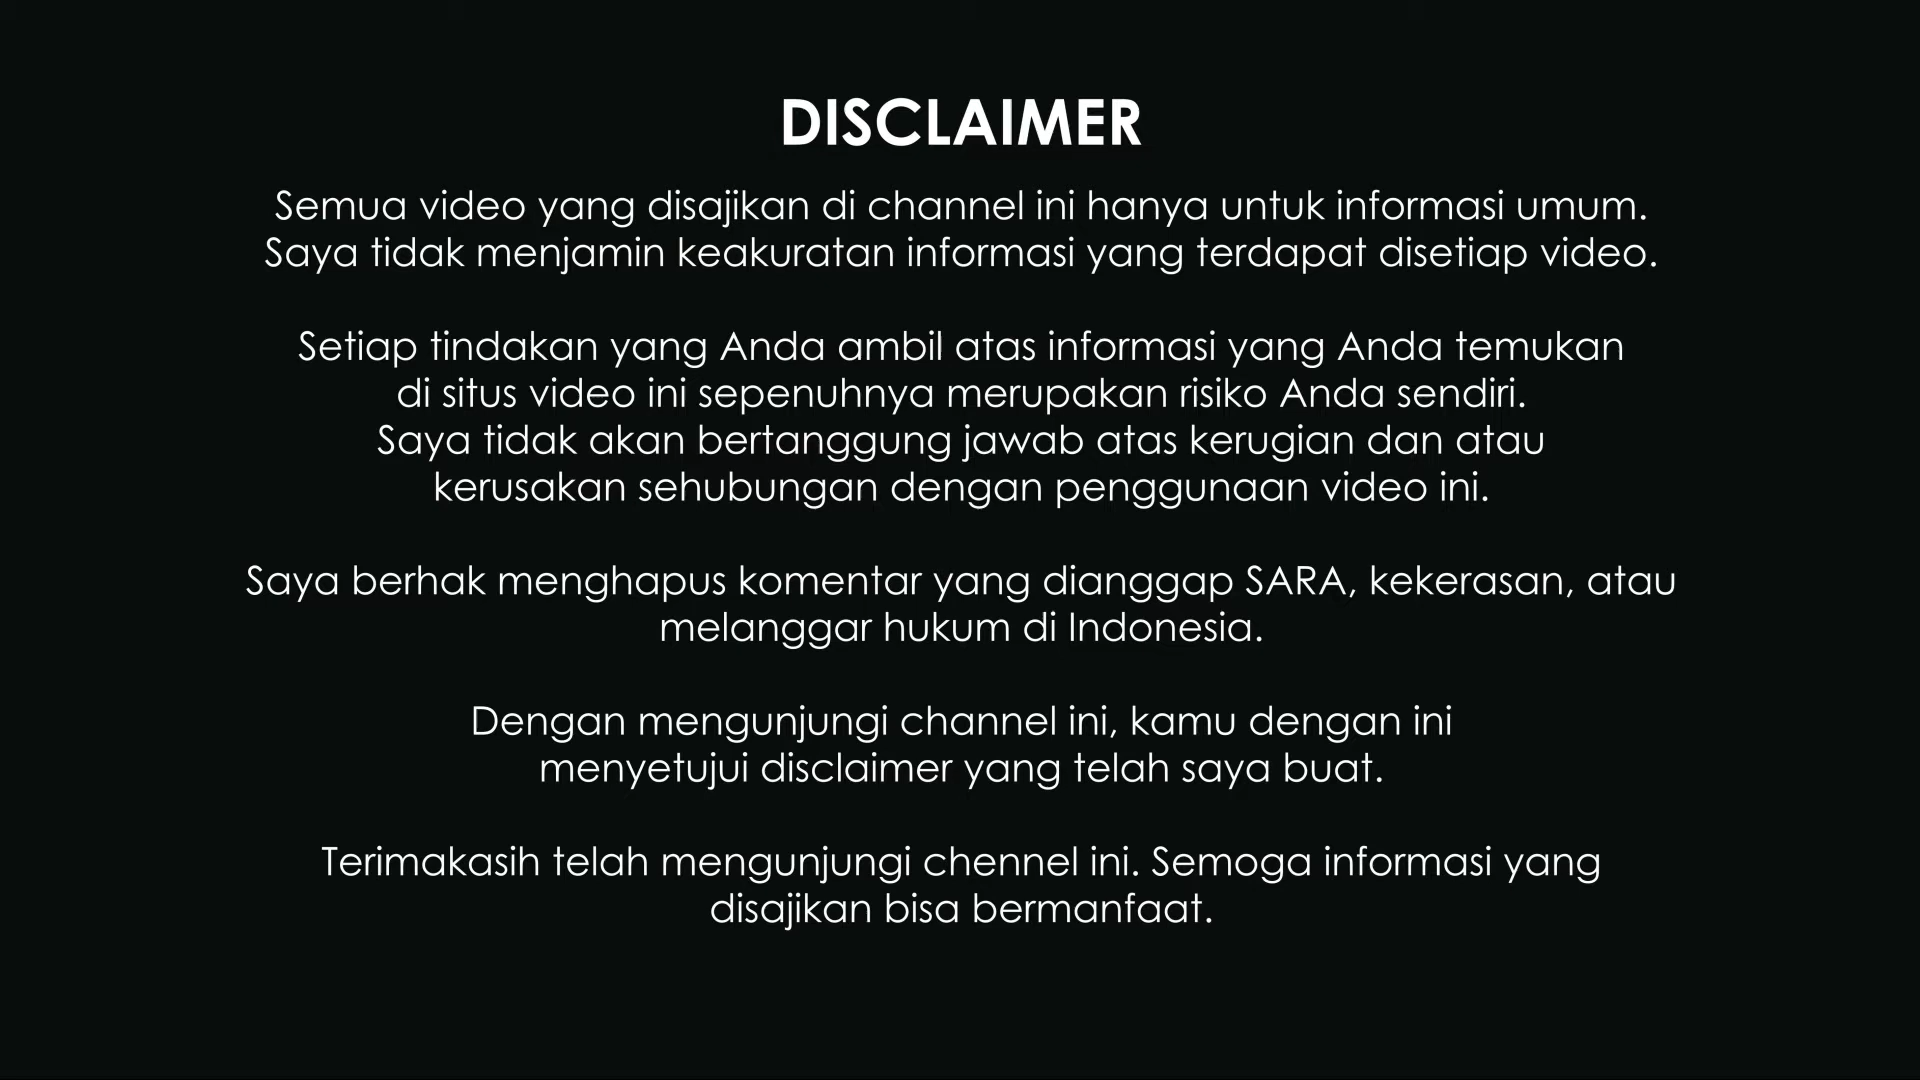 DISCLAIMER
Semua video yang disajikan di channel ini hanya untuk informasi umum.
Saya tidak menjamin keakuratan informasi yang terdapat disetiap video.
Setiap tindakan yang Anda ambil atas informasi yang Anda temukan
di situs video ini sepenuhnya merupakan risiko Anda sendiri.
Saya tidak akan bertanggung jawab atas kerugian dan atau
kerusakan sehubungan dengan penggunaan video ini.
Saya berhak menghapus komentar yang dianggap SARA, kekerasan, atau
melanggar hukum di Indonesia.
Dengan mengunjungi channel ini, kamu dengan ini
menyetujui disclaimer yang telah saya buat.
Terimakasih telah mengunjungi chennel ini. Semoga informasi yang
disajikan bisa bermanfaat.